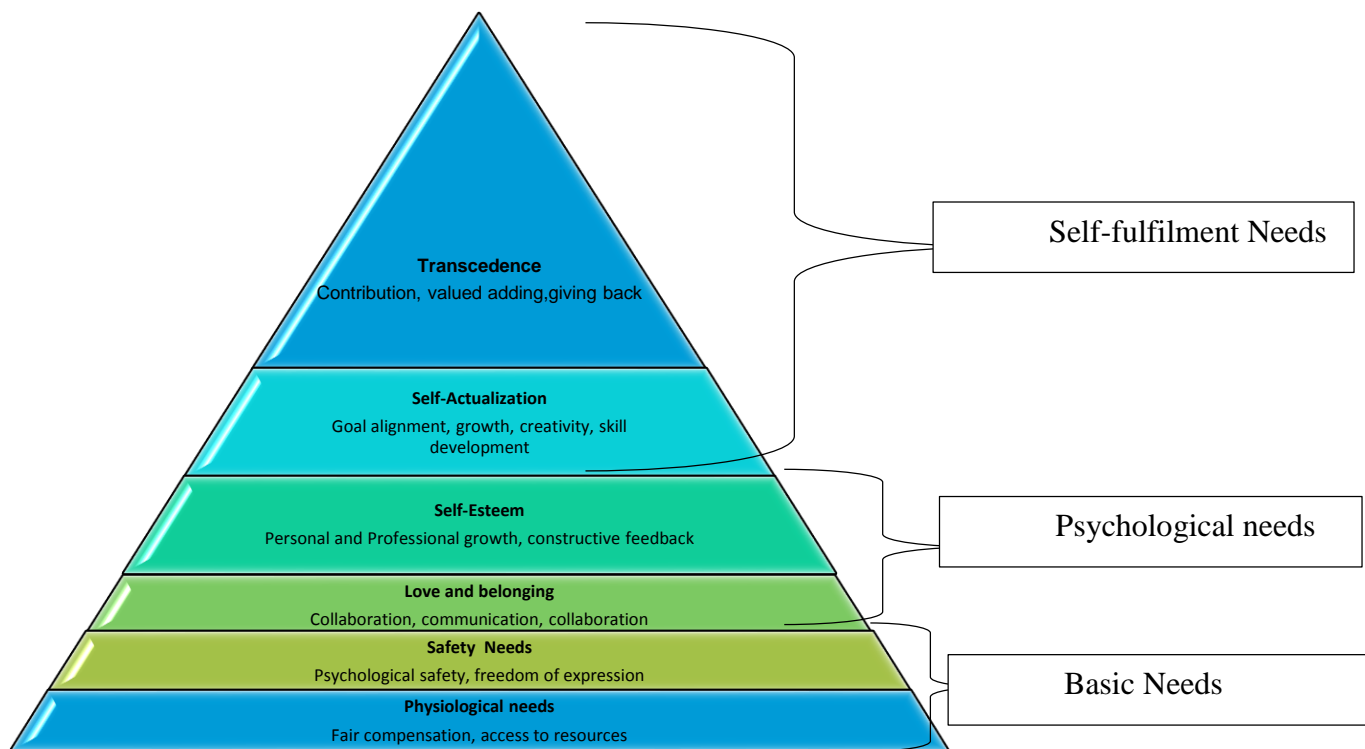 Transcedence
Contribution, valued adding,giving back
Self-Actualization
Goal alignment, growth, creativity, skill
development
Self-Esteem
Personal and Professional growth, constructive feedback
Love and belonging
Collaboration, communication, collaboration
Safety Needs
Psychological safety, freedom of expression
Physiological needs
Fair compensation, access to resources
Self-fulfilment Needs
Psychological needs
Basic Needs